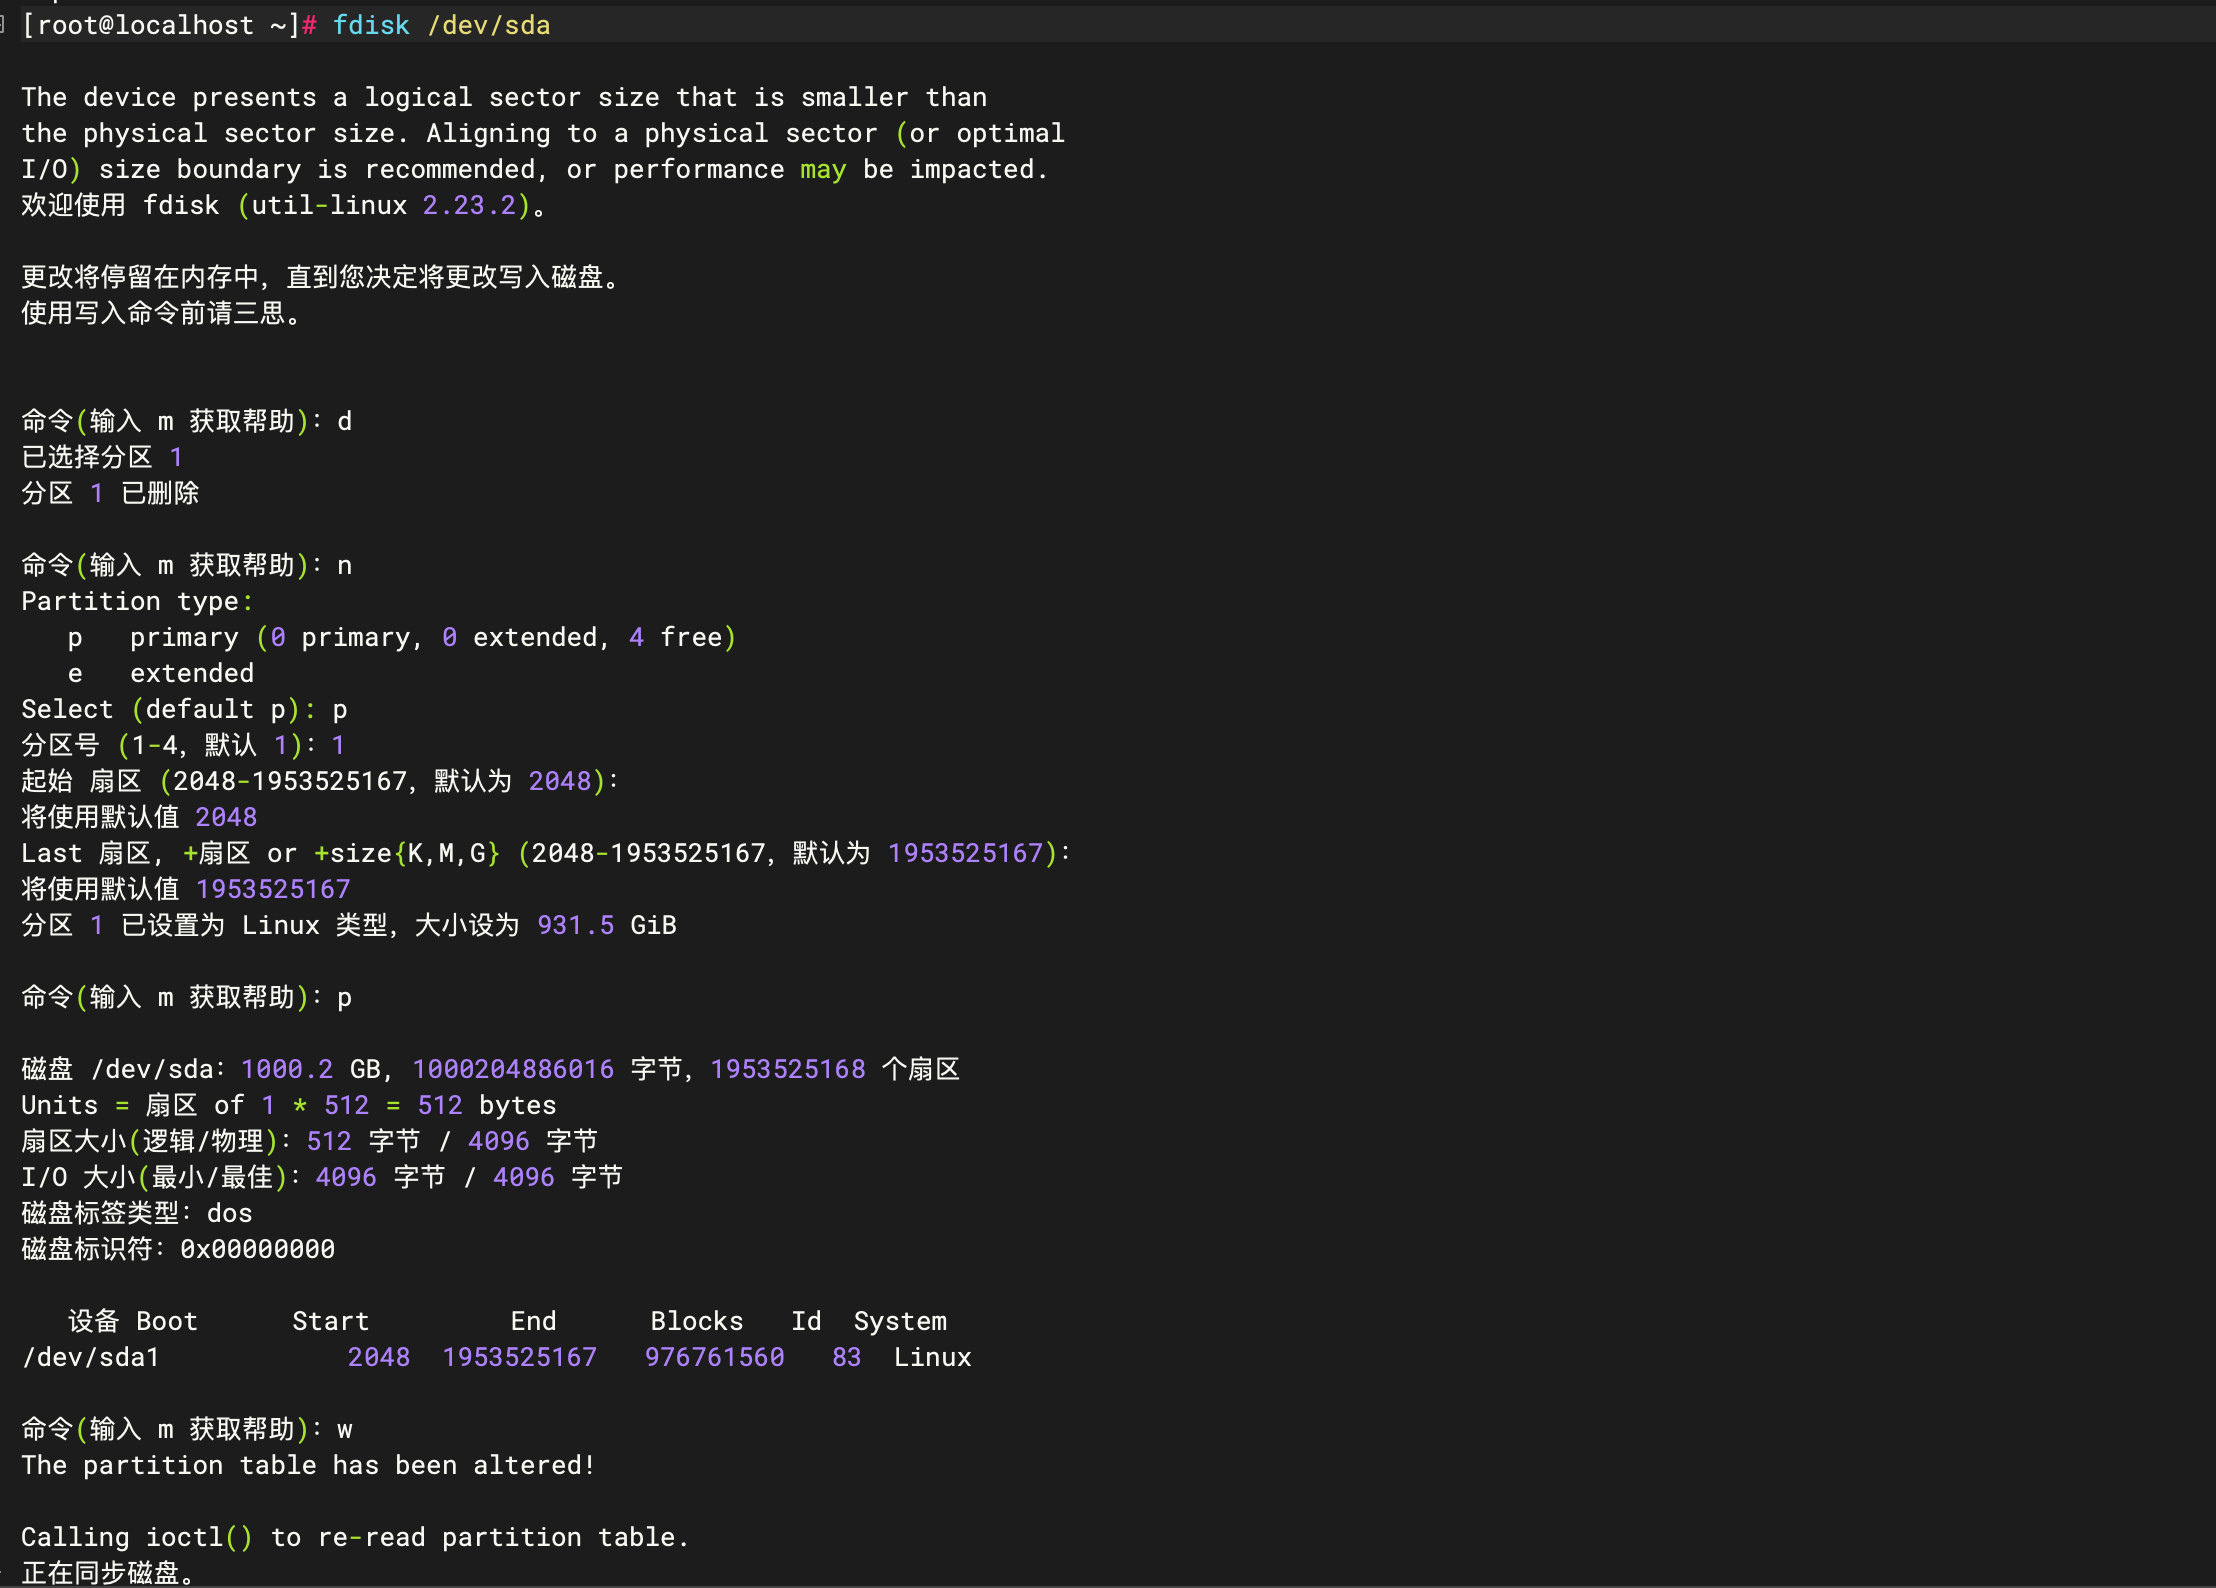 [root@localhost ~]# fdisk /dev/sda
The device presents a logical sector size that is smaller than
the physical sector size. Aligning to a physical sector (or optimal
I/O) size boundary is recommended, or performance may be impacted.
欢迎使用 fdisk (util-linux 2.23.2)。
更改将停留在内存中，直到您决定将更改写入磁盘。
使用写入命令前请三思。
命令(输入 m 获取帮助)：d
已选择分区 1
分区 1 已删除
命令(输入 m 获取帮助)：n
Partition type:
   p   primary (0 primary, 0 extended, 4 free)
   e   extended
Select (default p): p
分区号 (1-4，默认 1)：1
起始 扇区 (2048-1953525167，默认为 2048)：
将使用默认值 2048
Last 扇区, +扇区 or +size{K,M,G} (2048-1953525167，默认为 1953525167)：
将使用默认值 1953525167
分区 1 已设置为 Linux 类型，大小设为 931.5 GiB
命令(输入 m 获取帮助)：p
磁盘 /dev/sda：1000.2 GB, 1000204886016 字节，1953525168 个扇区
Units = 扇区 of 1 * 512 = 512 bytes
扇区大小(逻辑/物理)：512 字节 / 4096 字节
I/O 大小(最小/最佳)：4096 字节 / 4096 字节
磁盘标签类型：dos
磁盘标识符：0x00000000
   设备 Boot      Start         End      Blocks   Id  System
/dev/sda1            2048  1953525167   976761560   83  Linux
命令(输入 m 获取帮助)：w
The partition table has been altered!
Calling ioctl() to re-read partition table.
正在同步磁盘。